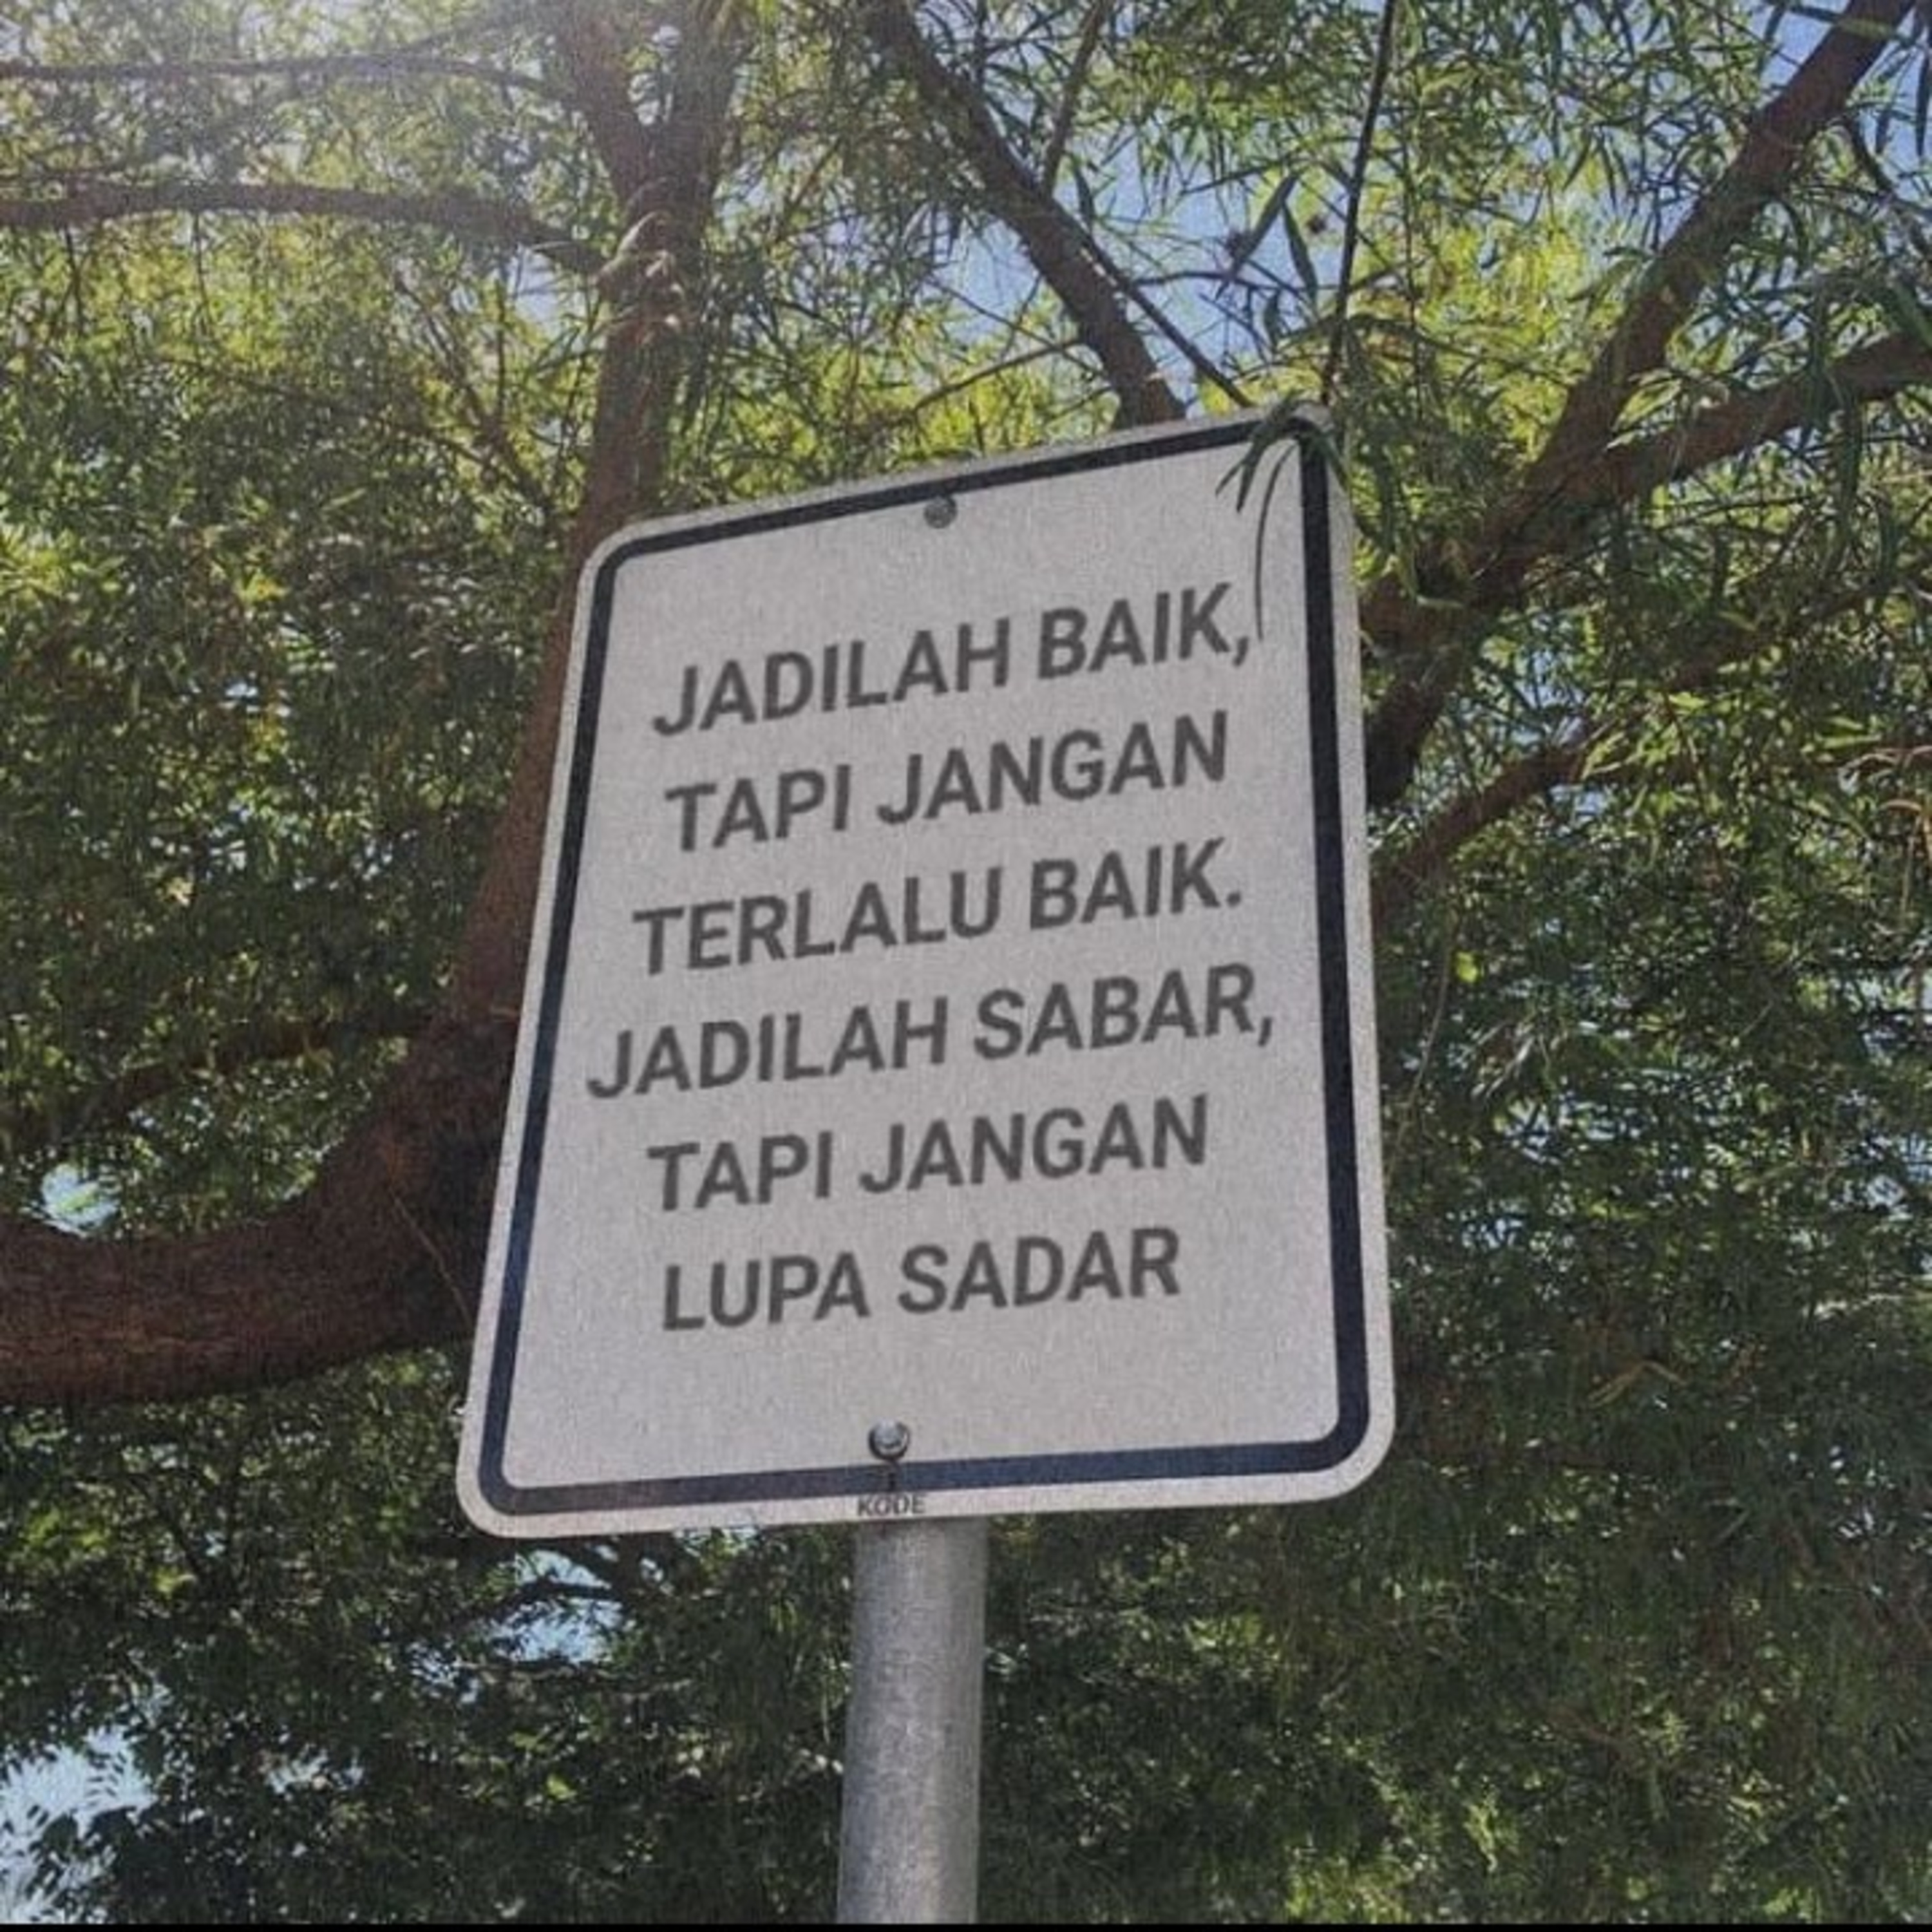 JADILAH BAIK,
TAPI JANGAN
TERLALU BAIK.
JADILAH SABAR,
TAPI JANGAN
LUPA SADAR
KODE